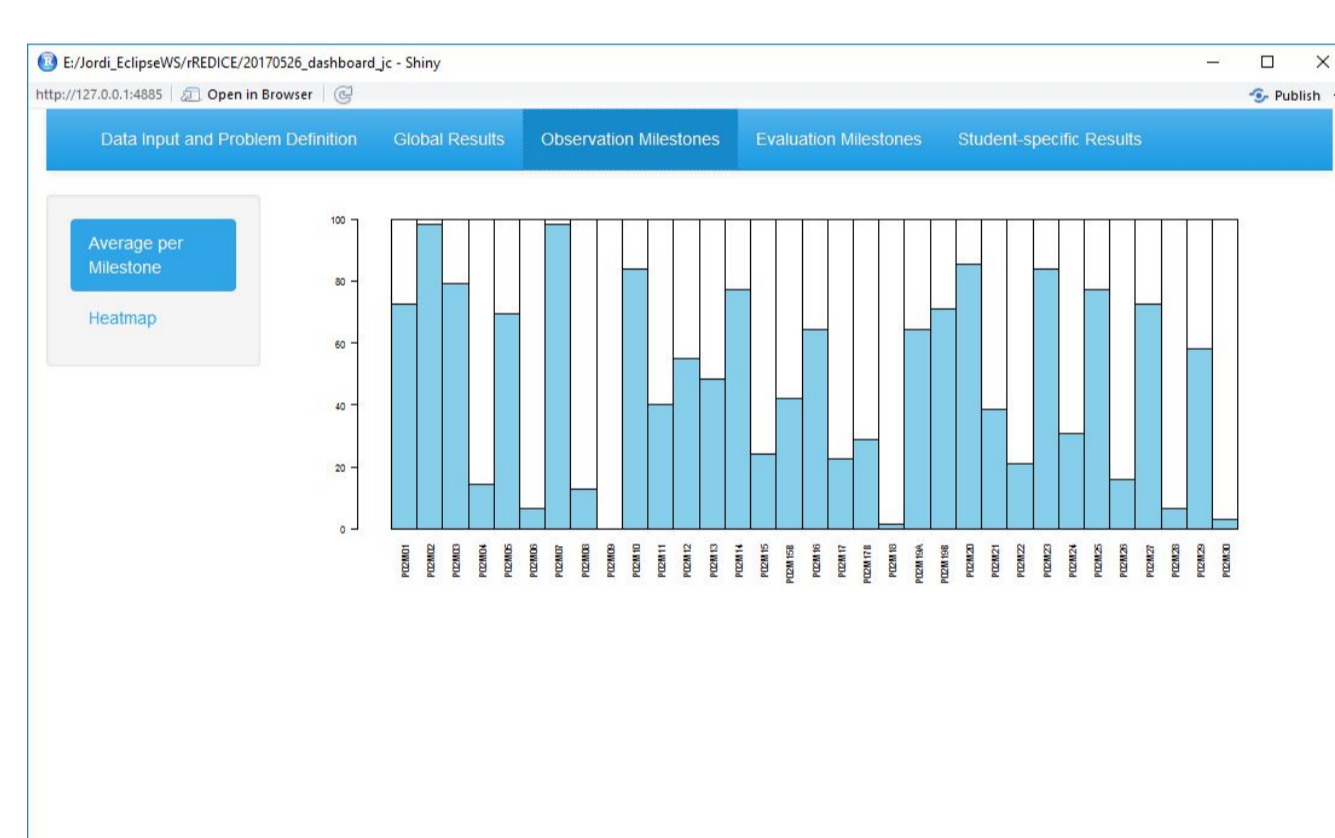 E:/Jordi_EclipseWS/rREDICE/20170526_dashboard_jc - Shiny
http://127.0.0.1:4885 Open in Browser Publish
Data Input and Problem Definition Global Results Observation Milestones Evaluation Milestones Student-specific Results
Average per
Milestone
Heatmap
100
80
60
40
20
0
PD2M01 PD2M02 PD2M03 PD2M04 PD2M05 PD2M06 PD2M07 PD2M08 PD2M09 PD2M10 PD2M11 PD2M12 PD2M13 PD2M14 PD2M15 PD2M15B PD2M16 PD2M17 PD2M17B PD2M18 PD2M19A PD2M19B PD2M20 PD2M21 PD2M22 PD2M23 PD2M24 PD2M25 PD2M26 PD2M27 PD2M28 PD2M29 PD2M30